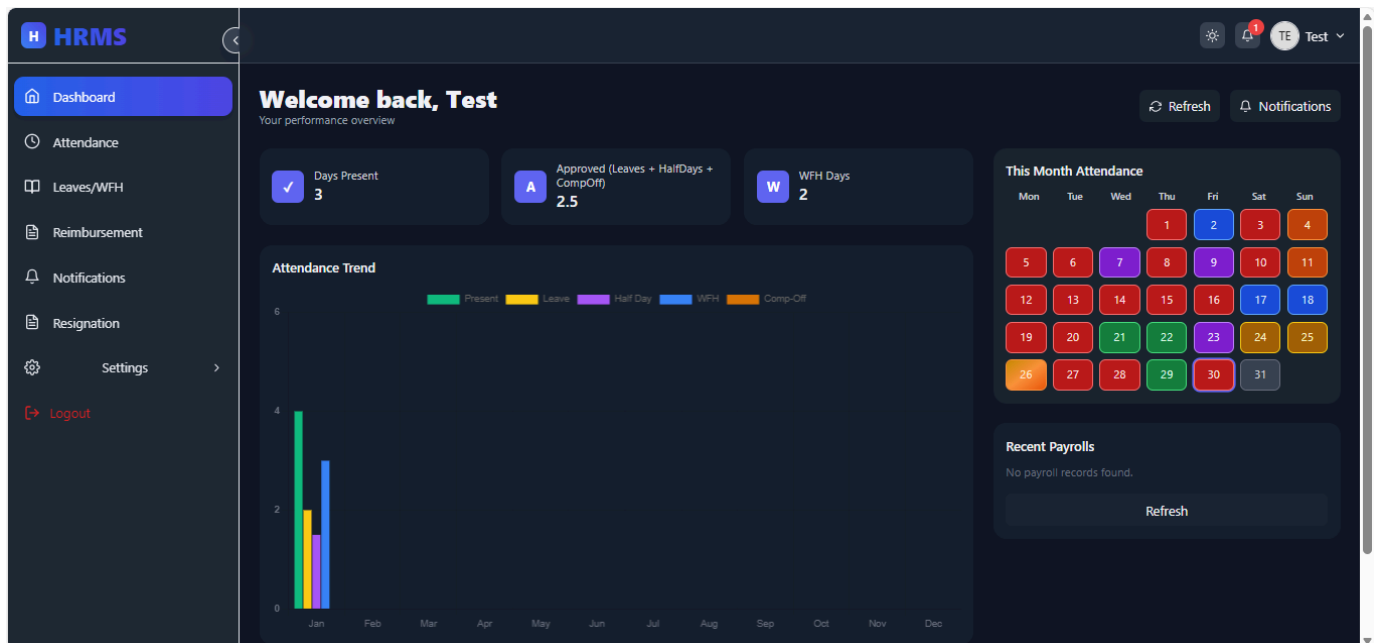 H HRMS
1
TE Test
Dashboard
Attendance
Leaves/WFH
Reimbursement
Notifications
Resignation
Settings
Logout
Welcome back, Test
Your performance overview
Refresh
Notifications
✓ Days Present
3
A Approved (Leaves + HalfDays +
CompOff)
2.5
W WFH Days
2
Attendance Trend
Present Leave Half Day WFH Comp-Off
6
4
2
0
Jan Feb Mar Apr May Jun Jul Aug Sep Oct Nov Dec
This Month Attendance
Mon Tue Wed Thu Fri Sat Sun
1 2 3 4
5 6 7 8 9 10 11
12 13 14 15 16 17 18
19 20 21 22 23 24 25
26 27 28 29 30 31
Recent Payrolls
No payroll records found.
Refresh